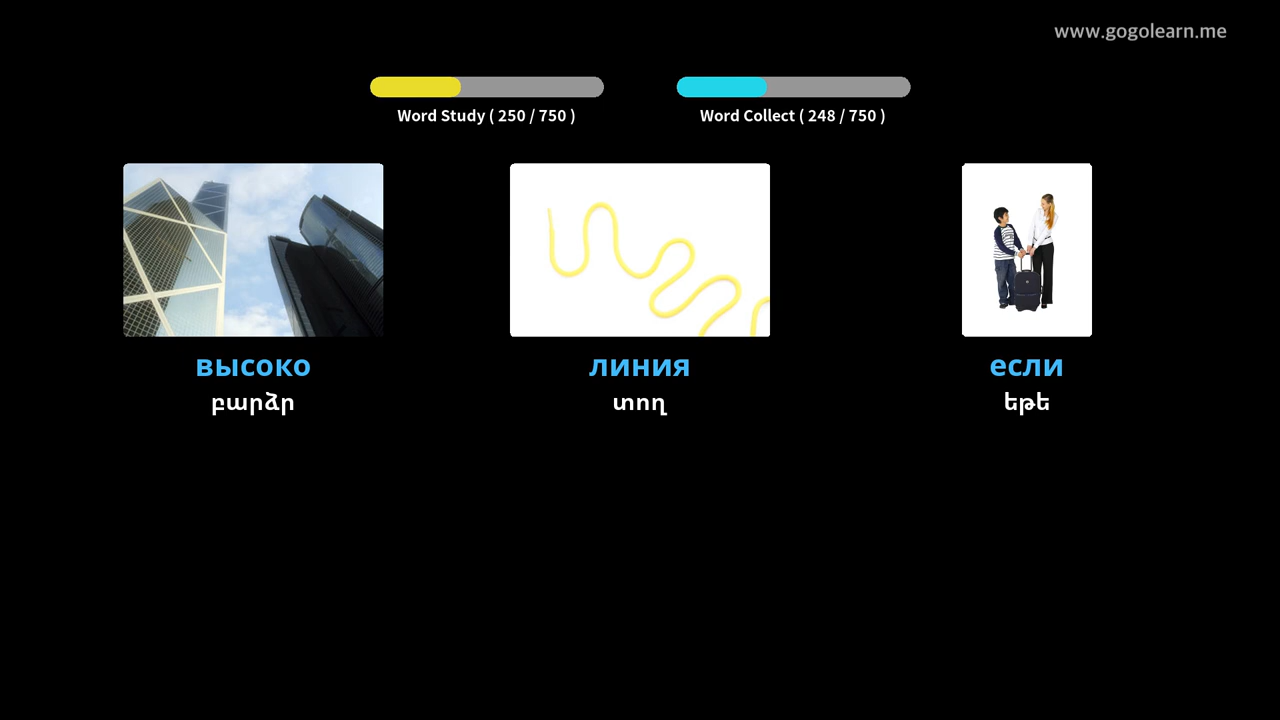 www.gogolearn.me
Word Study ( 250 / 750 )
Word Collect ( 248 / 750 )
высоко
линия
если
բարձր
տող
եթե